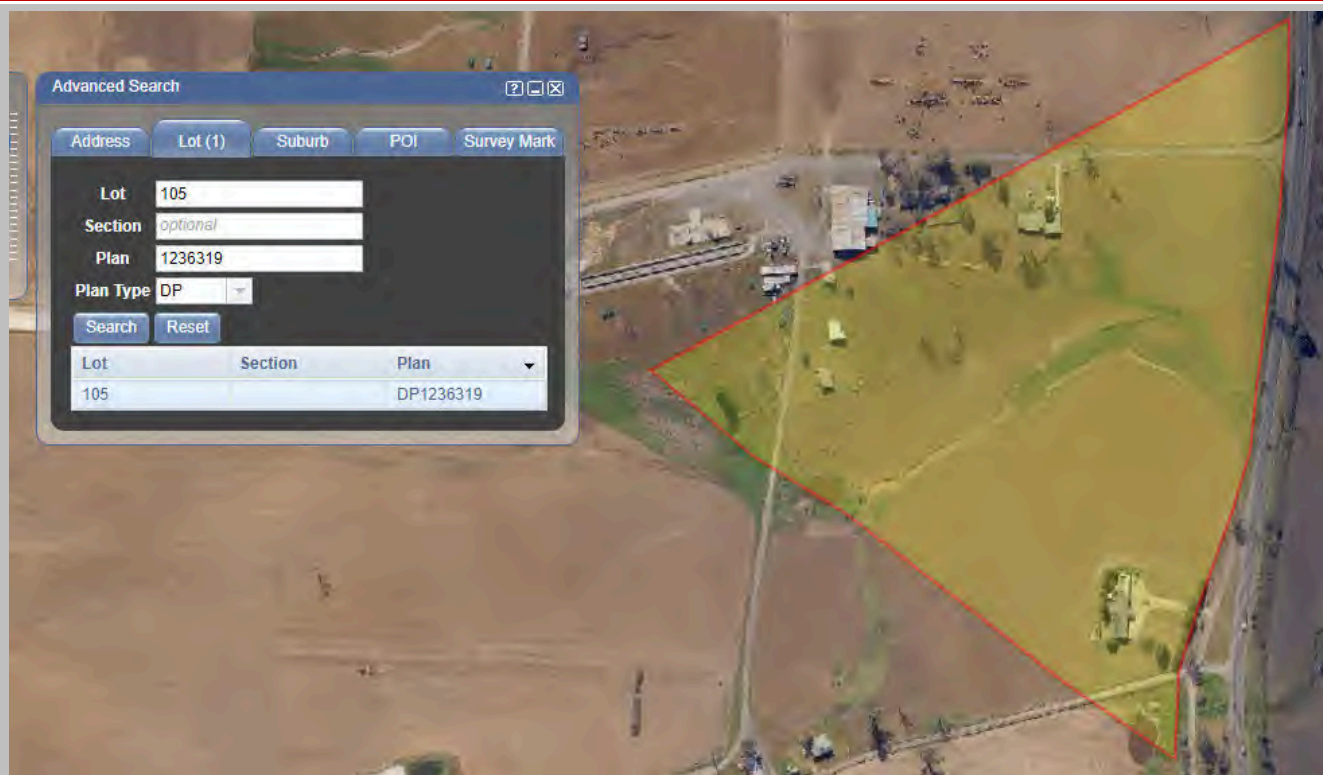 Advanced Search
Address Lot (1) Suburb POI Survey Mark
Lot 105
Section optional
Plan 1236319
Plan Type DP
Search Reset
Lot Section Plan
105 DP1236319